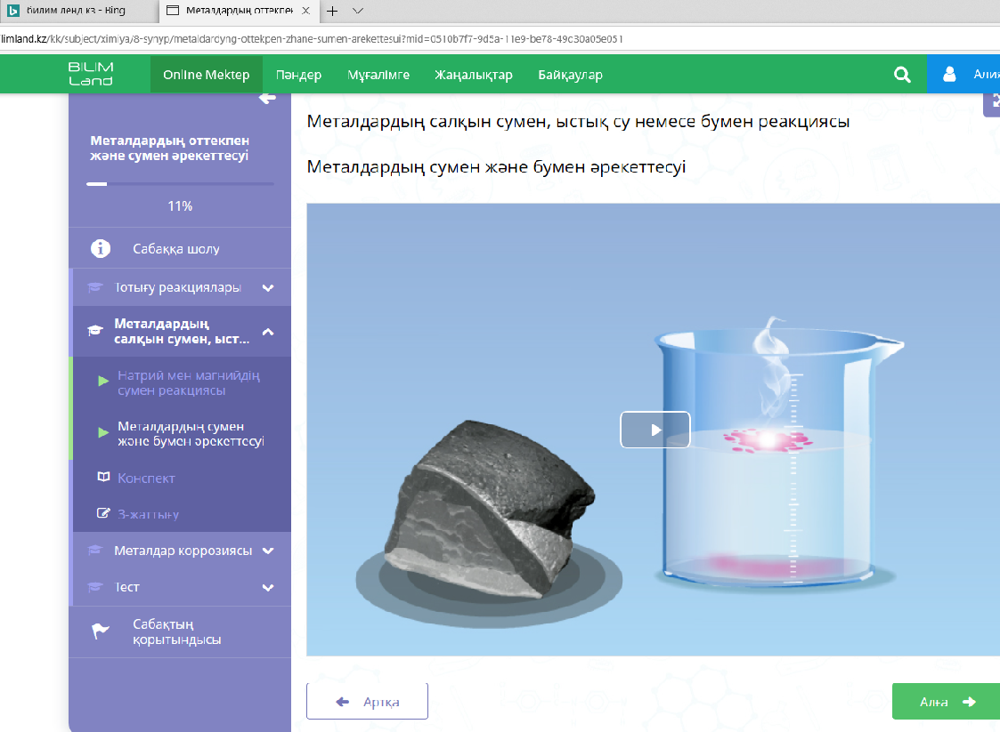 билим ленд кз - Bing
Металдардың оттекпен
limland.kz/kk/subject/ximiya/8-synyp/metaldardyng-ottekpen-zhane-sumen-arekettesui?mid=0510b7f7-9d5a-11e9-be78-49d30a05e051
BILIM
Land
Online Mektep
Пәндер
Мұғалімге
Жаңалықтар
Байқаулар
Металдардың оттекпен
және сумен әрекеттесуі
11%
Сабаққа шолу
Тотығу реакциялары
Металдардың
салқын сумен, ыст...
Натрий мен магнийдің
сумен реакциясы
Металдардың сумен
және бумен әрекеттесуі
Конспект
3-жаттығу
Металдар коррозиясы
Тест
Сабақтың
қорытындысы
Металдардың салқын сумен, ыстық су немесе бумен реакциясы
Металдардың сумен және бумен әрекеттесуі
Артқа
Алға